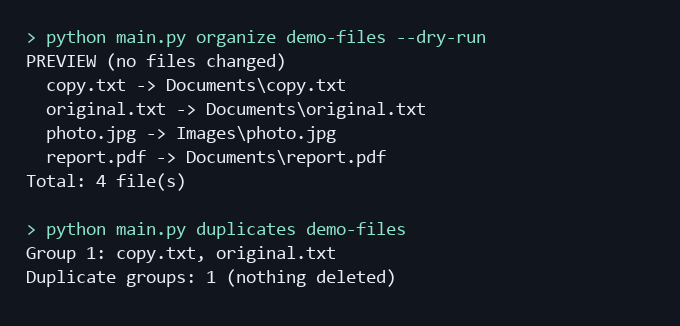 > python main.py organize demo-files --dry-run
PREVIEW (no files changed)
  copy.txt -> Documents\copy.txt
  original.txt -> Documents\original.txt
  photo.jpg -> Images\photo.jpg
  report.pdf -> Documents\report.pdf
Total: 4 file(s)

> python main.py duplicates demo-files
Group 1: copy.txt, original.txt
Duplicate groups: 1 (nothing deleted)